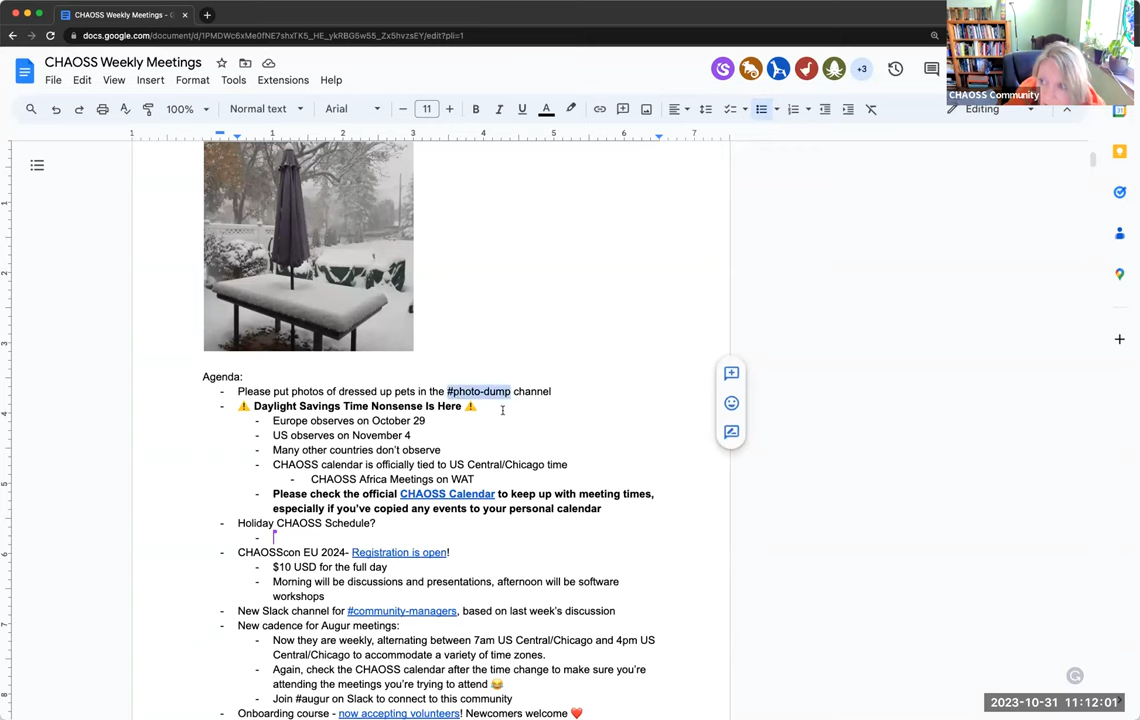 CHAOSS Weekly Meetings - G
docs.google.com/document/d/1PMDWc6xMe0fNE7shxTK5_HE_ykRBG5w55_Zx5hvzsEY/edit?pli=1
CHAOSS Weekly Meetings
File Edit View Insert Format Tools Extensions Help
+3
CHAOSS Community
100% Normal text Arial 11 Editing
1 1 2 3 4 5 6 7
Agenda:
- Please put photos of dressed up pets in the #photo-dump channel
- ⚠️ Daylight Savings Time Nonsense Is Here ⚠️
- Europe observes on October 29
- US observes on November 4
- Many other countries don't observe
- CHAOSS calendar is officially tied to US Central/Chicago time
- CHAOSS Africa Meetings on WAT
- Please check the official CHAOSS Calendar to keep up with meeting times,
especially if you've copied any events to your personal calendar
- Holiday CHAOSS Schedule?
-
- CHAOSScon EU 2024- Registration is open!
- $10 USD for the full day
- Morning will be discussions and presentations, afternoon will be software
workshops
- New Slack channel for #community-managers, based on last week's discussion
- New cadence for Augur meetings:
- Now they are weekly, alternating between 7am US Central/Chicago and 4pm US
Central/Chicago to accommodate a variety of time zones.
- Again, check the CHAOSS calendar after the time change to make sure you're
attending the meetings you're trying to attend 😂
- Join #augur on Slack to connect to this community
- Onboarding course - now accepting volunteers! Newcomers welcome ❤️
2023-10-31 11:12:01